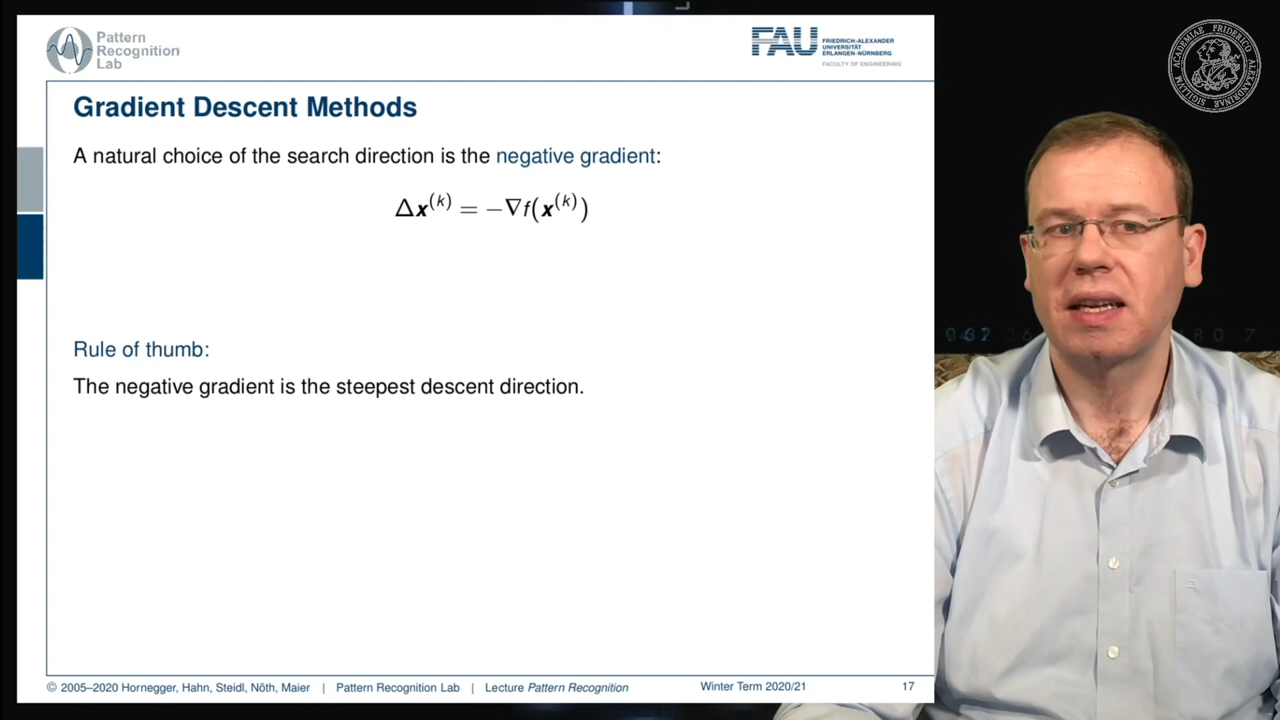 Pattern
Recognition
Lab
FAU
FRIEDRICH-ALEXANDER
UNIVERSITÄT
ERLANGEN-NÜRNBERG
FACULTY OF ENGINEERING
Gradient Descent Methods
A natural choice of the search direction is the negative gradient:
Δx^(k) = −∇f(x^(k))
Rule of thumb:
The negative gradient is the steepest descent direction.
© 2005–2020 Hornegger, Hahn, Steidl, Nöth, Maier | Pattern Recognition Lab | Lecture Pattern Recognition Winter Term 2020/21 17